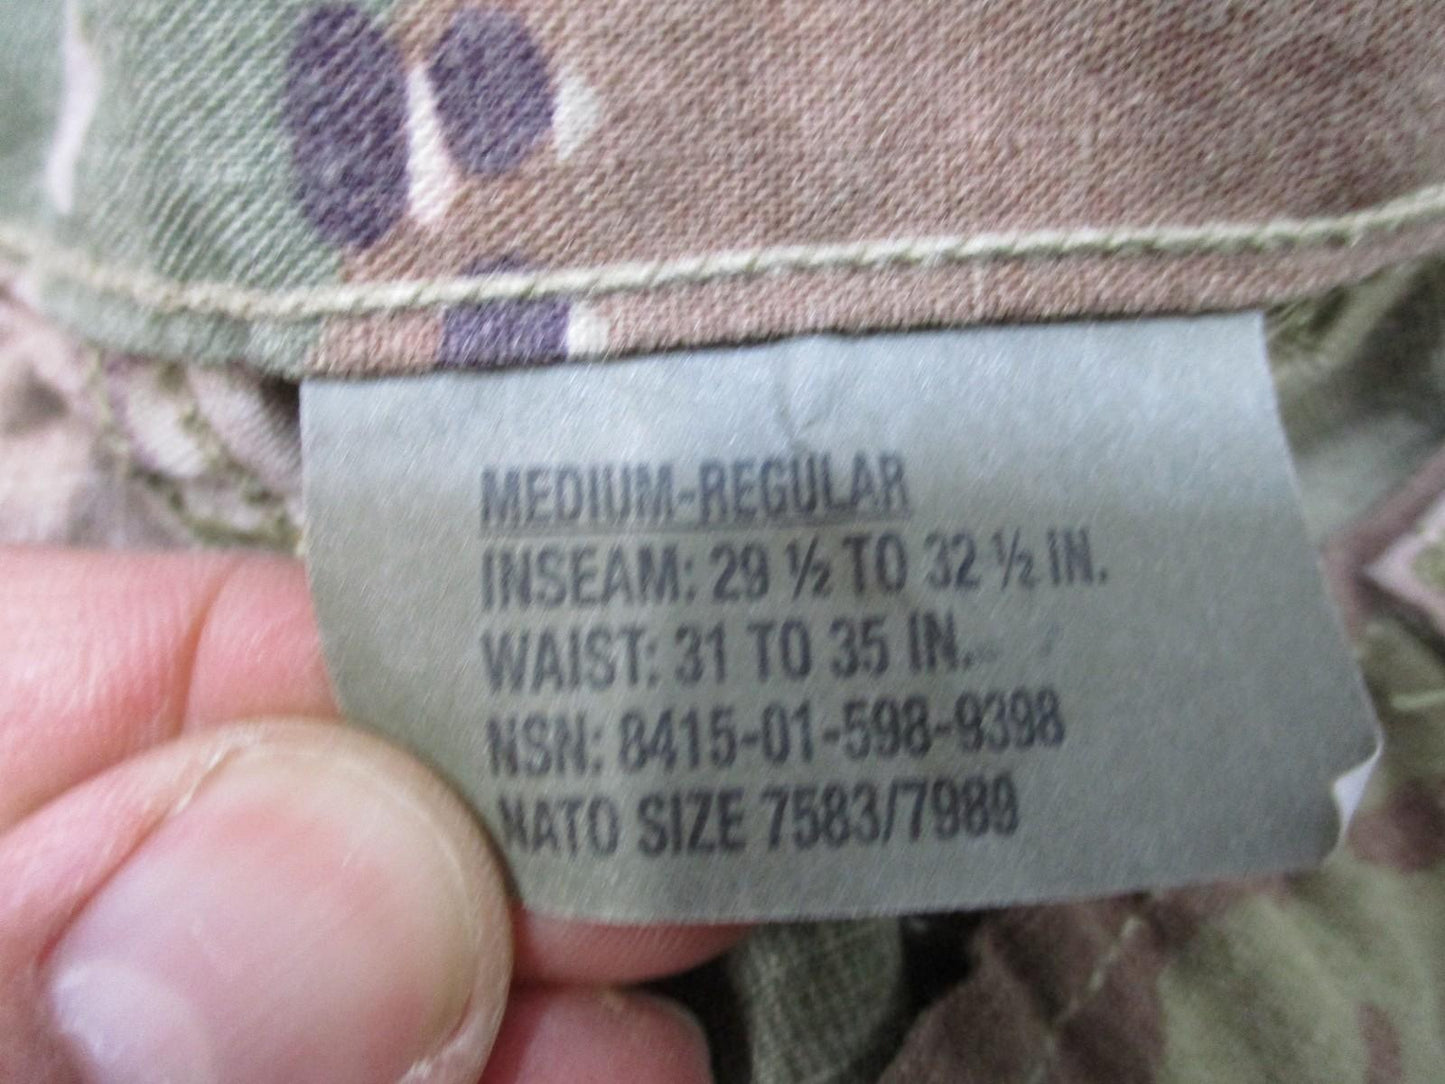 MEDIUM-REGULAR
INSEAM: 29 ½ TO 32 ½ IN.
WAIST: 31 TO 35 IN.
NSN: 8415-01-598-9398
NATO SIZE 7583/7989